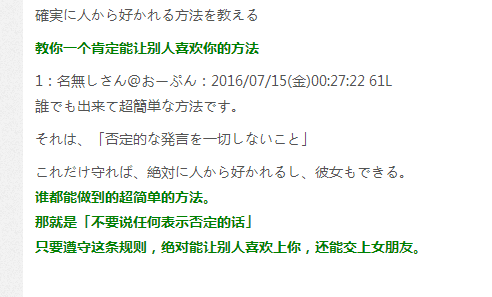 確実に人から好かれる方法を教える
教你一个肯定能让别人喜欢你的方法
1：名無しさん＠おーぷん：2016/07/15(金)00:27:22 61L
誰でも出来て超簡単な方法です。
それは、「否定的な発言を一切しないこと」
これだけ守れば、絶対に人から好かれるし、彼女もできる。
谁都能做到的超简单的方法。
那就是「不要说任何表示否定的话」
只要遵守这条规则，绝对能让别人喜欢上你，还能交上女朋友。